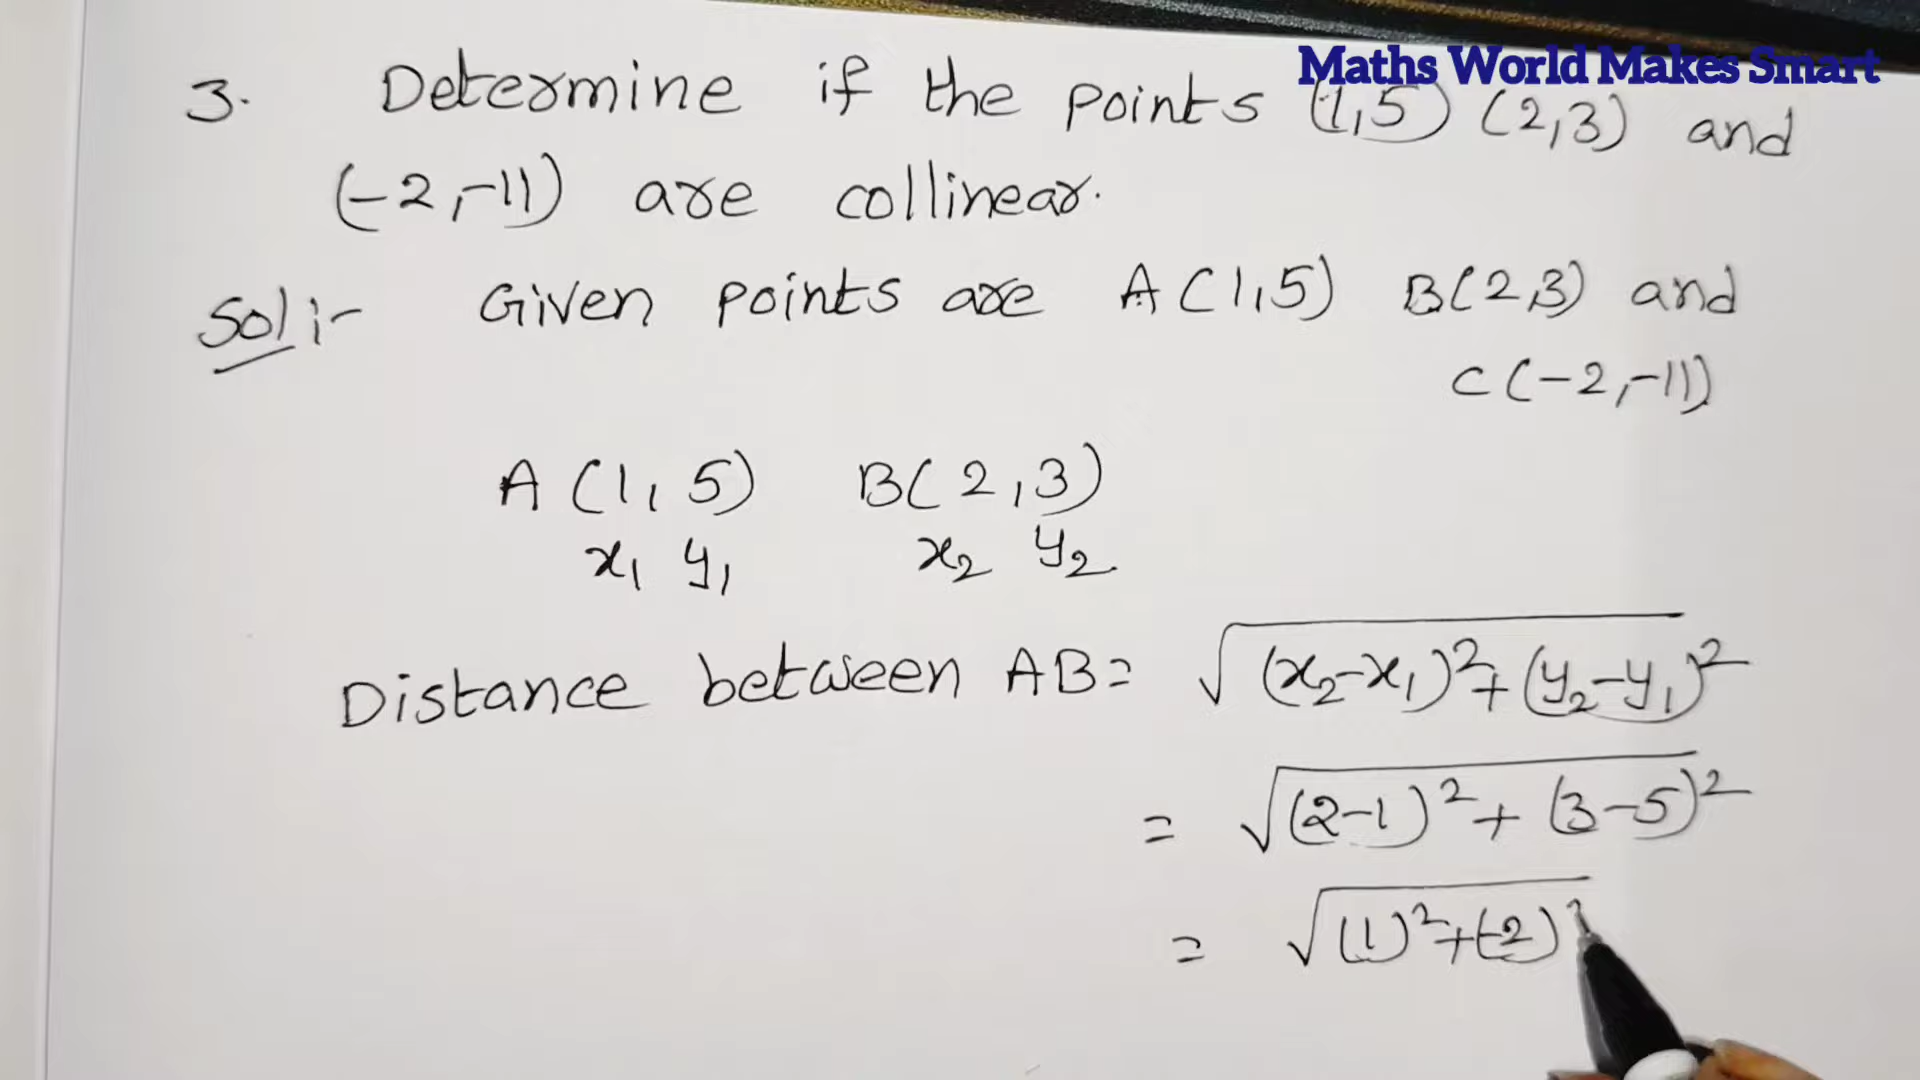 Maths World Makes Smart
3. Determine if the points (1,5) (2,3) and
(-2,-11) are collinear.
Sol:- Given points are A(1,5) B(2,3) and
C(-2,-11)
A(1, 5) B(2,3)
x₁ y₁ x₂ y₂
Distance between AB = √((x₂-x₁)²+(y₂-y₁)²)
= √((2-1)² + (3-5)²)
= √((1)²+(-2)²)